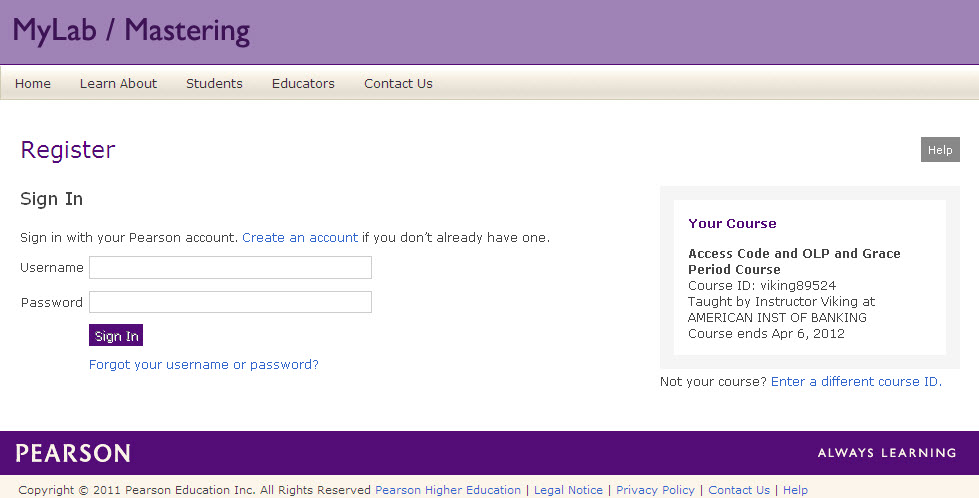 MyLab / Mastering
Home Learn About Students Educators Contact Us
Register
Help
Sign In
Sign in with your Pearson account. Create an account if you don’t already have one.
Username
Password
Sign In
Forgot your username or password?
Your Course
Access Code and OLP and Grace
Period Course
Course ID: viking89524
Taught by Instructor Viking at
AMERICAN INST OF BANKING
Course ends Apr 6, 2012
Not your course? Enter a different course ID.
PEARSON
ALWAYS LEARNING
Copyright © 2011 Pearson Education Inc. All Rights Reserved Pearson Higher Education | Legal Notice | Privacy Policy | Contact Us | Help